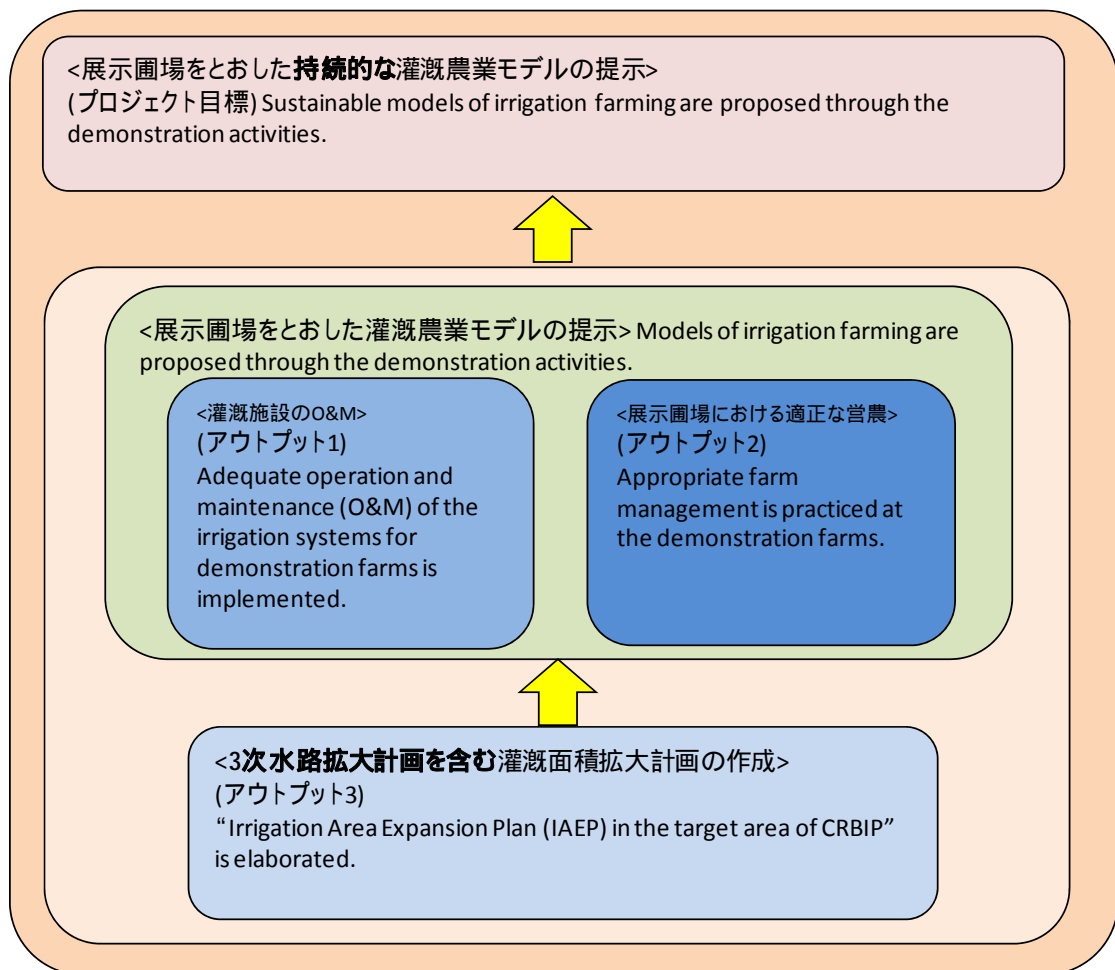 <展示圃場をとおした持続的な灌漑農業モデルの提示>
(プロジェクト目標) Sustainable models of irrigation farming are proposed through the
demonstration activities.
<展示圃場をとおした灌漑農業モデルの提示> Models of irrigation farming are
proposed through the demonstration activities.
<灌漑施設のO&M>
(アウトプット1)
Adequate operation and
maintenance (O&M) of the
irrigation systems for
demonstration farms is
implemented.
<展示圃場における適正な営農>
(アウトプット2)
Appropriate farm
management is practiced at
the demonstration farms.
<3次水路拡大計画を含む灌漑面積拡大計画の作成>
(アウトプット3)
“Irrigation Area Expansion Plan (IAEP) in the target area of CRBIP”
is elaborated.